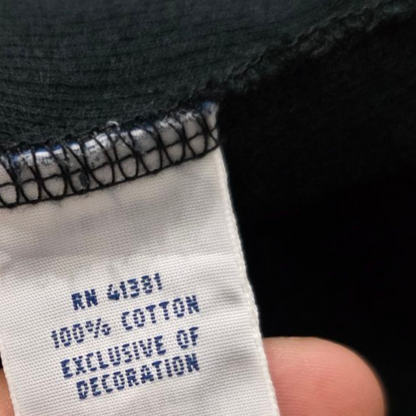 RN 41381
100% COTTON
EXCLUSIVE OF
DECORATION